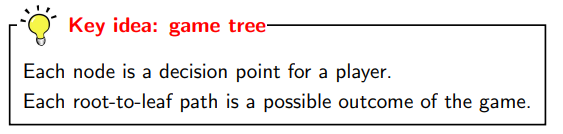 Key idea: game tree
Each node is a decision point for a player.
Each root-to-leaf path is a possible outcome of the game.